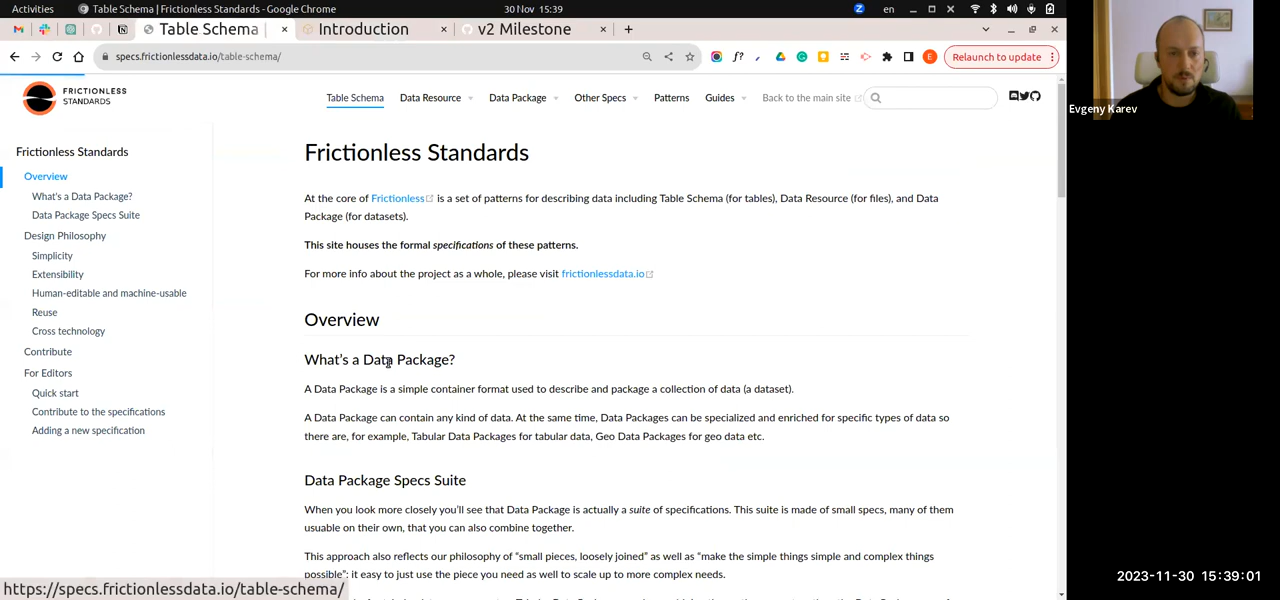 Activities
Table Schema | Frictionless Standards - Google Chrome
30 Nov 15:39
en
Table Schema
Introduction
v2 Milestone
specs.frictionlessdata.io/table-schema/
Relaunch to update
FRICTIONLESS
STANDARDS
Table Schema
Data Resource
Data Package
Other Specs
Patterns
Guides
Back to the main site
Frictionless Standards
Overview
What's a Data Package?
Data Package Specs Suite
Design Philosophy
Simplicity
Extensibility
Human-editable and machine-usable
Reuse
Cross technology
Contribute
For Editors
Quick start
Contribute to the specifications
Adding a new specification
Frictionless Standards
At the core of Frictionless is a set of patterns for describing data including Table Schema (for tables), Data Resource (for files), and Data
Package (for datasets).
This site houses the formal specifications of these patterns.
For more info about the project as a whole, please visit frictionlessdata.io
Overview
What's a Data Package?
A Data Package is a simple container format used to describe and package a collection of data (a dataset).
A Data Package can contain any kind of data. At the same time, Data Packages can be specialized and enriched for specific types of data so
there are, for example, Tabular Data Packages for tabular data, Geo Data Packages for geo data etc.
Data Package Specs Suite
When you look more closely you'll see that Data Package is actually a suite of specifications. This suite is made of small specs, many of them
usuable on their own, that you can also combine together.
This approach also reflects our philosophy of "small pieces, loosely joined" as well as "make the simple things simple and complex things
possible": it easy to just use the piece you need as well to scale up to more complex needs.
https://specs.frictionlessdata.io/table-schema/
Evgeny Karev
2023-11-30 15:39:01